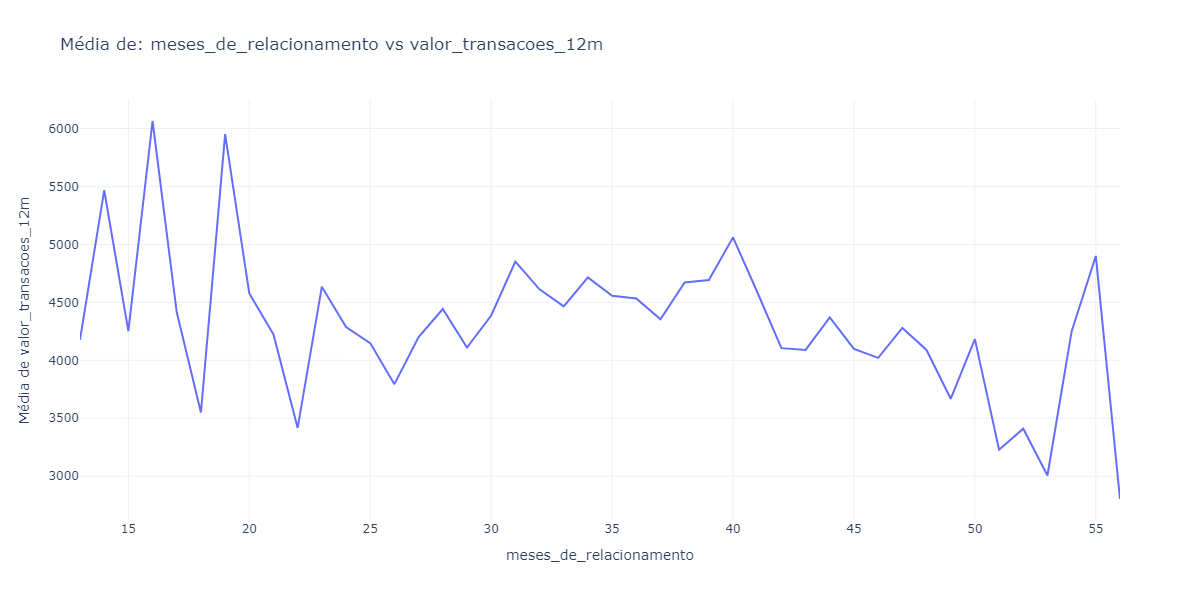 Média de: meses_de_relacionamento vs valor_transacoes_12m
6000
5500
5000
4500
4000
3500
3000
Média de valor_transacoes_12m
15 20 25 30 35 40 45 50 55
meses_de_relacionamento